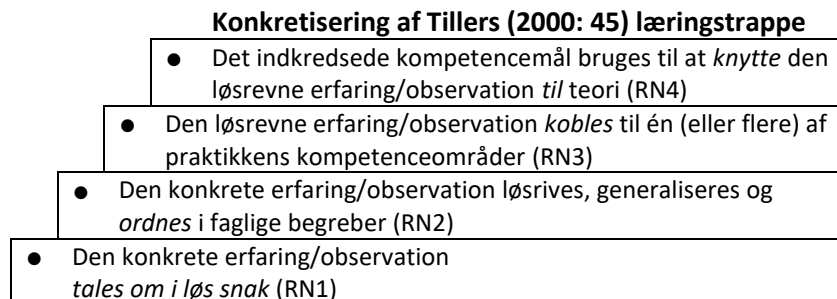 Konkretisering af Tillers (2000: 45) læringstrappe
● Det indkredsede kompetencemål bruges til at knytte den
løsrevne erfaring/observation til teori (RN4)
● Den løsrevne erfaring/observation kobles til én (eller flere) af
praktikkens kompetenceområder (RN3)
● Den konkrete erfaring/observation løsrives, generaliseres og
ordnes i faglige begreber (RN2)
● Den konkrete erfaring/observation
tales om i løs snak (RN1)